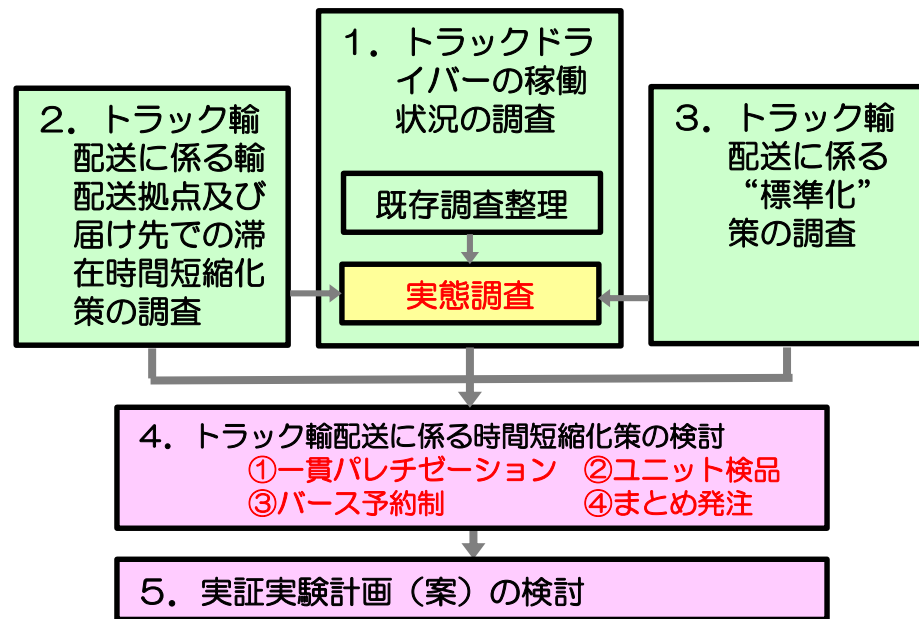 １．トラックドラ
イバーの稼働
状況の調査
既存調査整理
実態調査
２．トラック輸
配送に係る輸
配送拠点及び
届け先での滞
在時間短縮化
策の調査
３．トラック輸
配送に係る
“標準化”
策の調査
４．トラック輸配送に係る時間短縮化策の検討
①一貫パレチゼーション ②ユニット検品
③バース予約制 ④まとめ発注
５．実証実験計画（案）の検討